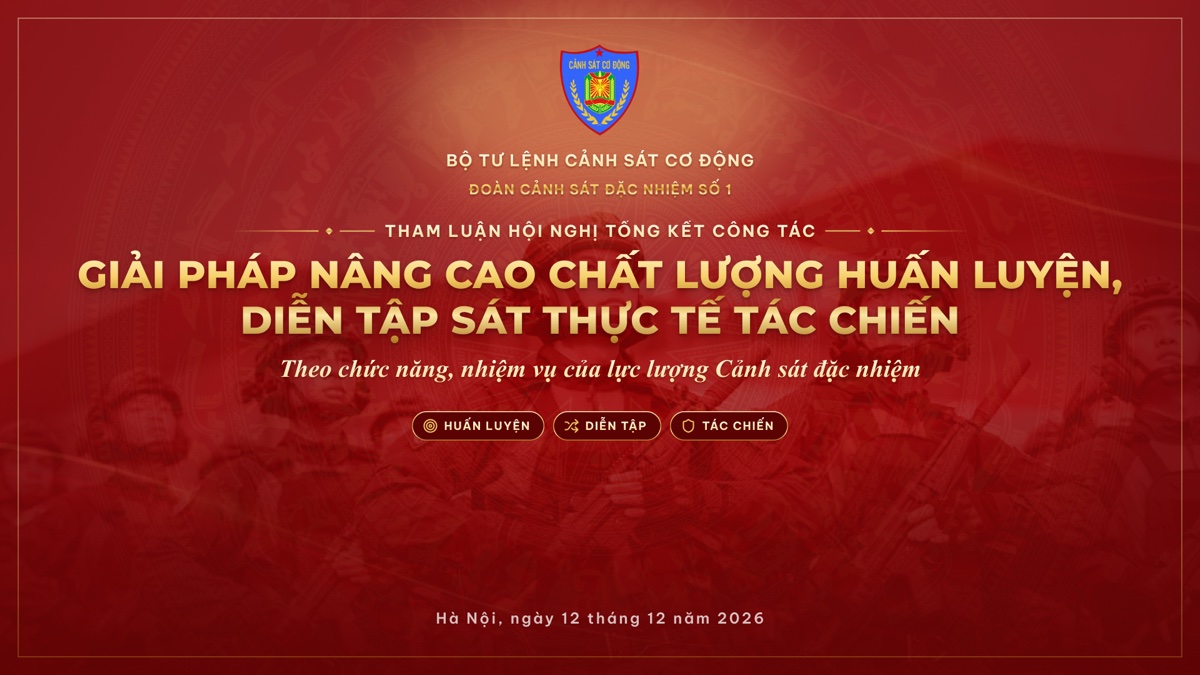 CẢNH SÁT CƠ ĐỘNG
BỘ TƯ LỆNH CẢNH SÁT CƠ ĐỘNG
ĐOÀN CẢNH SÁT ĐẶC NHIỆM SỐ 1
THAM LUẬN HỘI NGHỊ TỔNG KẾT CÔNG TÁC
GIẢI PHÁP NÂNG CAO CHẤT LƯỢNG HUẤN LUYỆN,
DIỄN TẬP SÁT THỰC TẾ TÁC CHIẾN
Theo chức năng, nhiệm vụ của lực lượng Cảnh sát đặc nhiệm
HUẤN LUYỆN
DIỄN TẬP
TÁC CHIẾN
Hà Nội, ngày 12 tháng 12 năm 2026